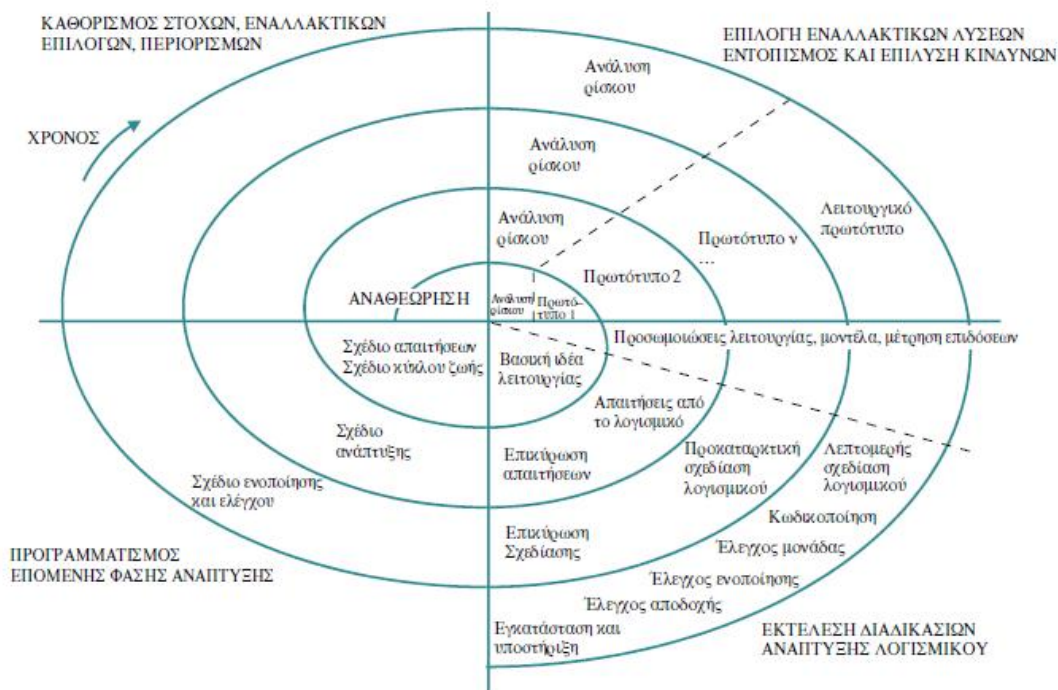 ΚΑΘΟΡΙΣΜΟΣ ΣΤΟΧΩΝ, ΕΝΑΛΛΑΚΤΙΚΩΝ
ΕΠΙΛΟΓΩΝ, ΠΕΡΙΟΡΙΣΜΩΝ
ΕΠΙΛΟΓΗ ΕΝΑΛΛΑΚΤΙΚΩΝ ΛΥΣΕΩΝ
ΕΝΤΟΠΙΣΜΟΣ ΚΑΙ ΕΠΙΛΥΣΗ ΚΙΝΔΥΝΩΝ
ΧΡΟΝΟΣ
Ανάλυση
ρίσκου
Ανάλυση
ρίσκου
Ανάλυση
ρίσκου
Λειτουργικό
πρωτότυπο
Πρωτότυπο ν
...
Πρωτότυπο 2
ΑΝΑΘΕΩΡΗΣΗ
Ανάλυση
ρίσκου
Πρωτό-
τυπο 1
Προσωμοιώσεις λειτουργίας, μοντέλα, μέτρηση επιδόσεων
Σχέδιο απαιτήσεων
Σχέδιο κύκλου ζωής
Βασική ιδέα
λειτουργίας
Απαιτήσεις από
το λογισμικό
Σχέδιο
ανάπτυξης
Επικύρωση
απαιτήσεων
Προκαταρκτική
σχεδίαση
λογισμικού
Λεπτομερής
σχεδίαση
λογισμικού
Σχέδιο ενοποίησης
και ελέγχου
Κωδικοποίηση
Επικύρωση
Σχεδίασης
Έλεγχος μονάδας
Έλεγχος ενοποίησης
Έλεγχος αποδοχής
Εγκατάσταση και
υποστήριξη
ΠΡΟΓΡΑΜΜΑΤΙΣΜΟΣ
ΕΠΟΜΕΝΗΣ ΦΑΣΗΣ ΑΝΑΠΤΥΞΗΣ
ΕΚΤΕΛΕΣΗ ΔΙΑΔΙΚΑΣΙΩΝ
ΑΝΑΠΤΥΞΗΣ ΛΟΓΙΣΜΙΚΟΥ